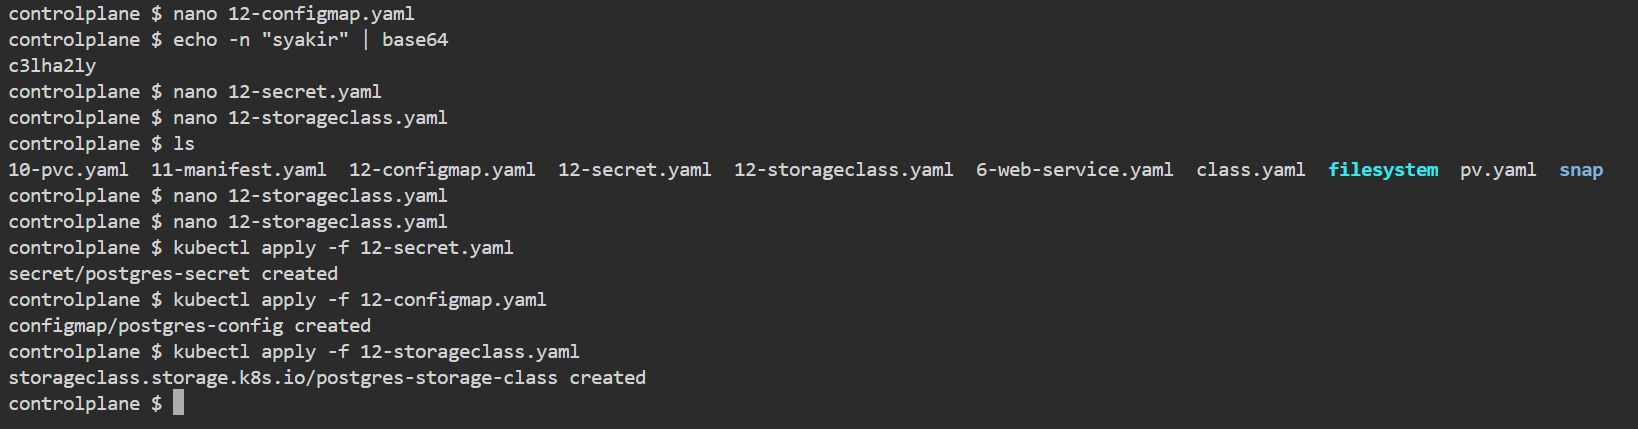 controlplane $ nano 12-configmap.yaml
controlplane $ echo -n "syakir" | base64
c3lha2ly
controlplane $ nano 12-secret.yaml
controlplane $ nano 12-storageclass.yaml
controlplane $ ls
10-pvc.yaml  11-manifest.yaml  12-configmap.yaml  12-secret.yaml  12-storageclass.yaml  6-web-service.yaml  class.yaml  filesystem  pv.yaml  snap
controlplane $ nano 12-storageclass.yaml
controlplane $ nano 12-storageclass.yaml
controlplane $ kubectl apply -f 12-secret.yaml
secret/postgres-secret created
controlplane $ kubectl apply -f 12-configmap.yaml
configmap/postgres-config created
controlplane $ kubectl apply -f 12-storageclass.yaml
storageclass.storage.k8s.io/postgres-storage-class created
controlplane $